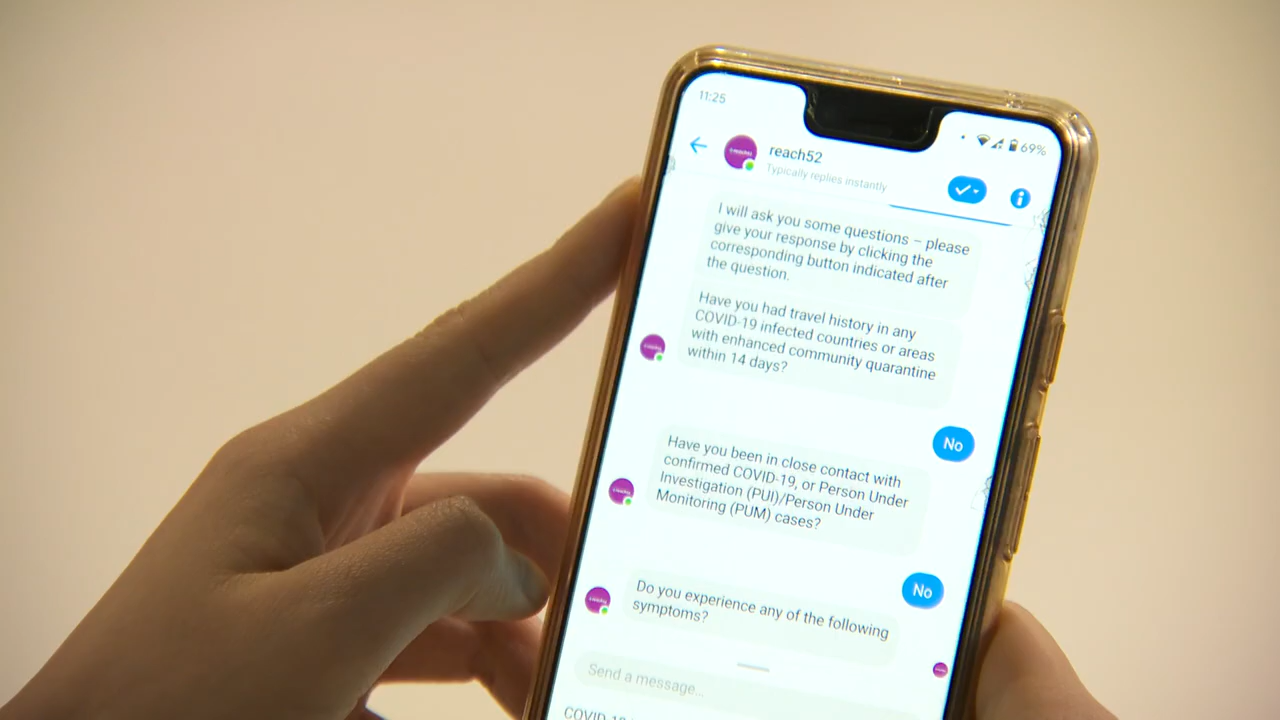 11:25
69%
reach52
Typically replies instantly
I will ask you some questions – please
give your response by clicking the
corresponding button indicated after
the question.
Have you had travel history in any
COVID-19 infected countries or areas
with enhanced community quarantine
within 14 days?
No
Have you been in close contact with
confirmed COVID-19, or Person Under
Investigation (PUI)/Person Under
Monitoring (PUM) cases?
No
Do you experience any of the following
symptoms?
Send a message...